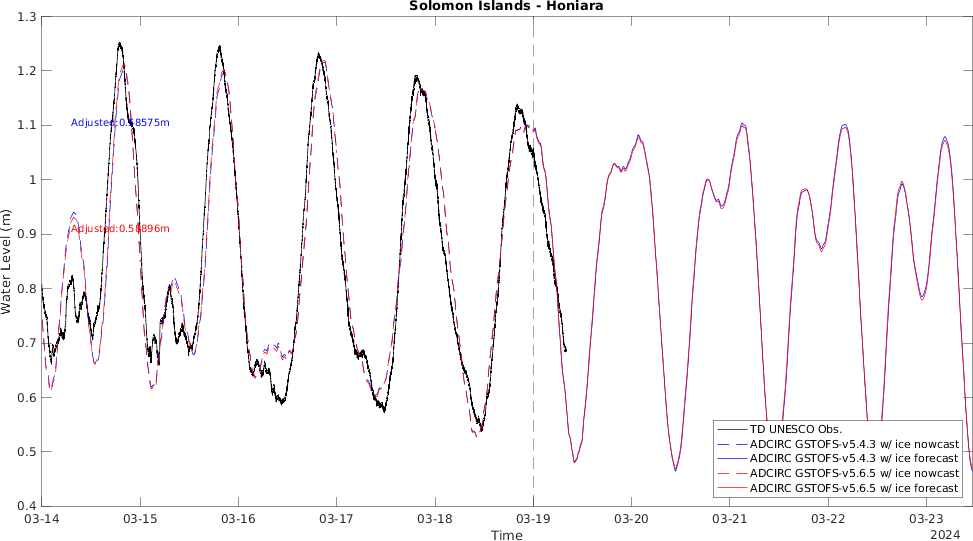 Solomon Islands - Honiara
1.3
1.2
1.1
1
0.9
0.8
0.7
0.6
0.5
0.4
Water Level (m)
Adjusted:0.58575m
Adjusted:0.58896m
TD UNESCO Obs.
ADCIRC GSTOFS-v5.4.3 w/ ice nowcast
ADCIRC GSTOFS-v5.4.3 w/ ice forecast
ADCIRC GSTOFS-v5.6.5 w/ ice nowcast
ADCIRC GSTOFS-v5.6.5 w/ ice forecast
03-14 03-15 03-16 03-17 03-18 03-19 03-20 03-21 03-22 03-23
Time
2024